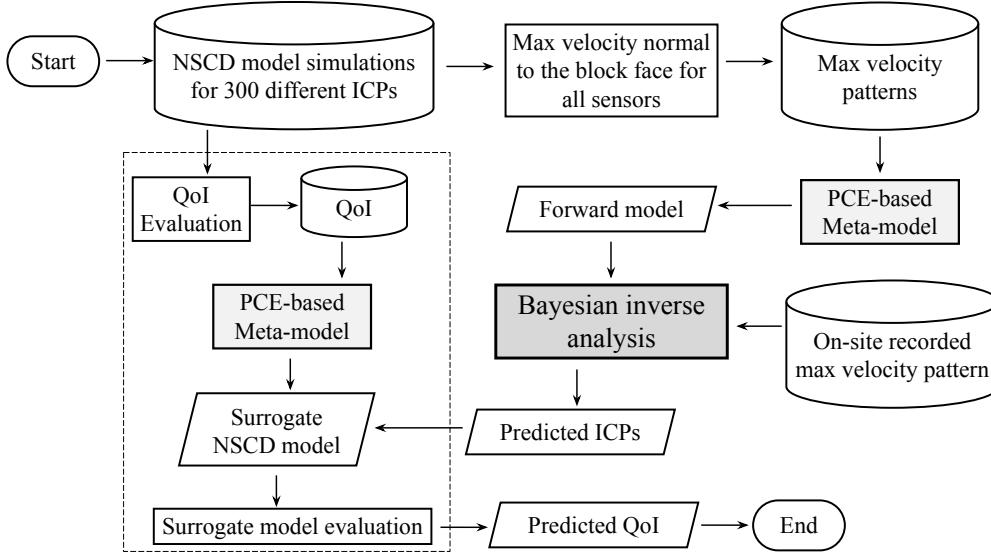 Start
NSCD model simulations
for 300 different ICPs
Max velocity normal
to the block face for
all sensors
Max velocity
patterns
QoI
Evaluation
QoI
Forward model
PCE-based
Meta-model
PCE-based
Meta-model
Bayesian inverse
analysis
On-site recorded
max velocity pattern
Surrogate
NSCD model
Predicted ICPs
Surrogate model evaluation
Predicted QoI
End